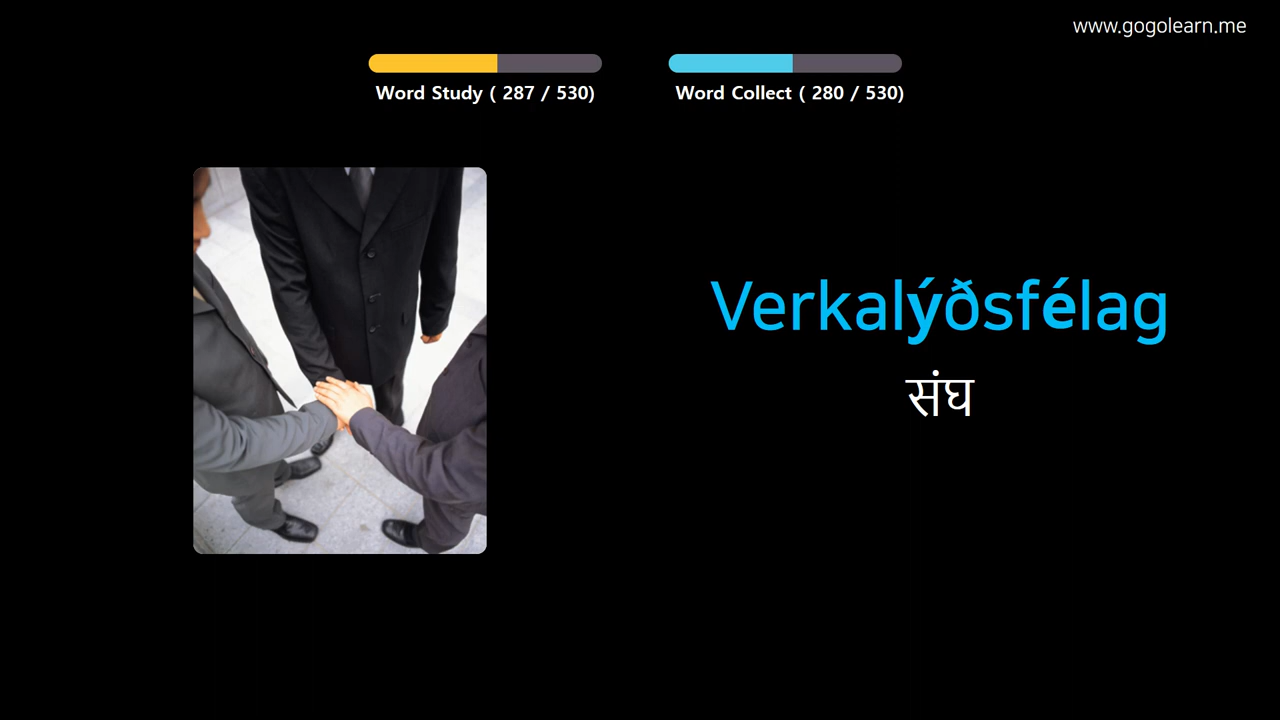 www.gogolearn.me
Word Study ( 287 / 530)
Word Collect ( 280 / 530)
Verkalýðsfélag
संघ